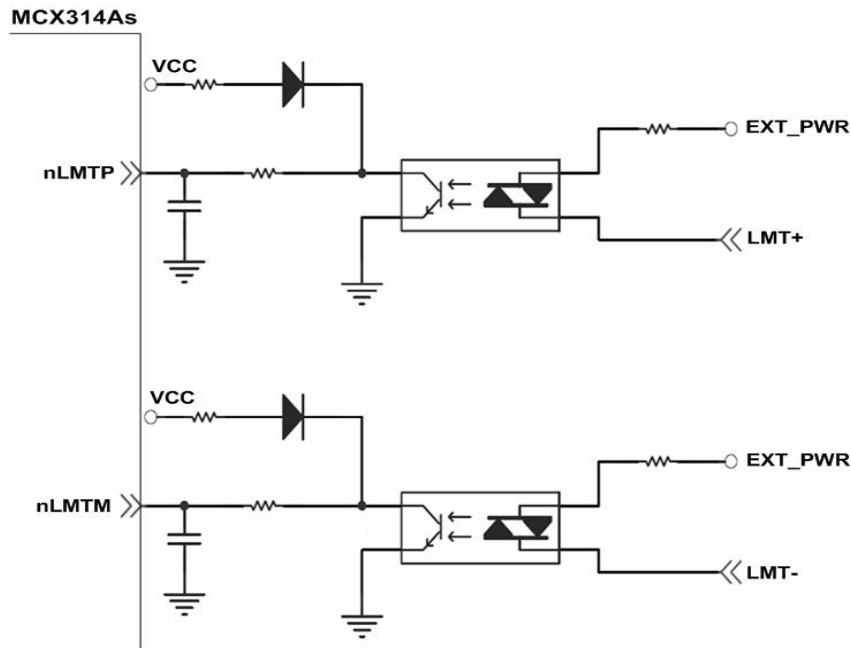 MCX314As
VCC
EXT_PWR
nLMTP
LMT+
VCC
EXT_PWR
nLMTM
LMT-